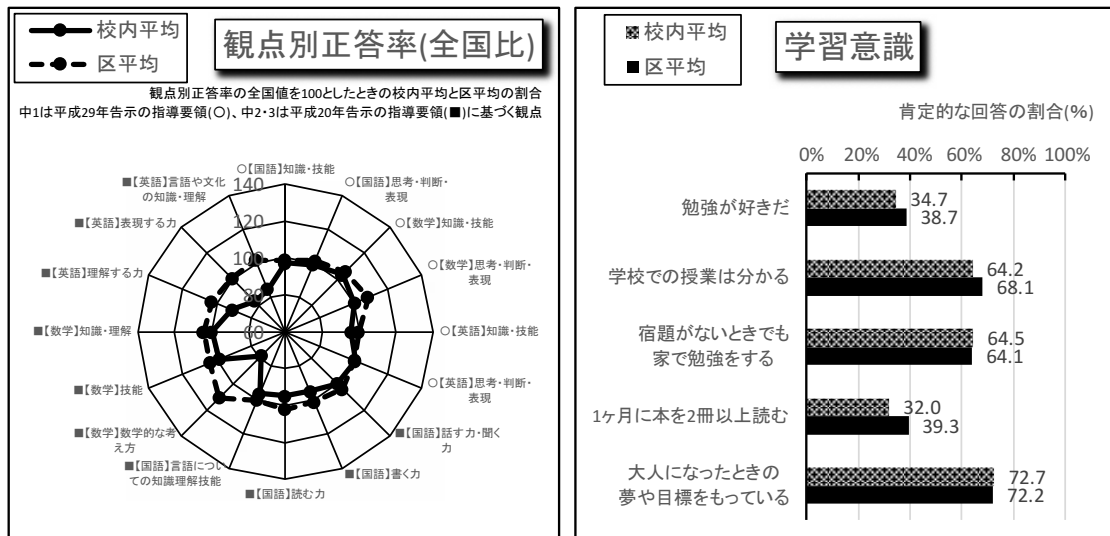 校内平均
区平均
観点別正答率(全国比)
観点別正答率の全国値を100としたときの校内平均と区平均の割合
中1は平成29年告示の指導要領(○)、中2・3は平成20年告示の指導要領(■)に基づく観点
140
120
100
80
60
○【国語】知識・技能
○【国語】思考・判断・
表現
○【数学】知識・技能
○【数学】思考・判断・
表現
○【英語】知識・技能
○【英語】思考・判断・
表現
■【国語】話す力・聞く
力
■【国語】書く力
■【国語】読む力
■【国語】言語につい
ての知識理解技能
■【数学】数学的な考
え方
■【数学】技能
■【数学】知識・理解
■【英語】理解する力
■【英語】表現する力
■【英語】言語や文化
の知識・理解
校内平均
区平均
学習意識
肯定的な回答の割合(%)
0% 20% 40% 60% 80% 100%
勉強が好きだ
34.7
38.7
学校での授業は分かる
64.2
68.1
宿題がないときでも
家で勉強をする
64.5
64.1
1ヶ月に本を2冊以上読む
32.0
39.3
大人になったときの
夢や目標をもっている
72.7
72.2